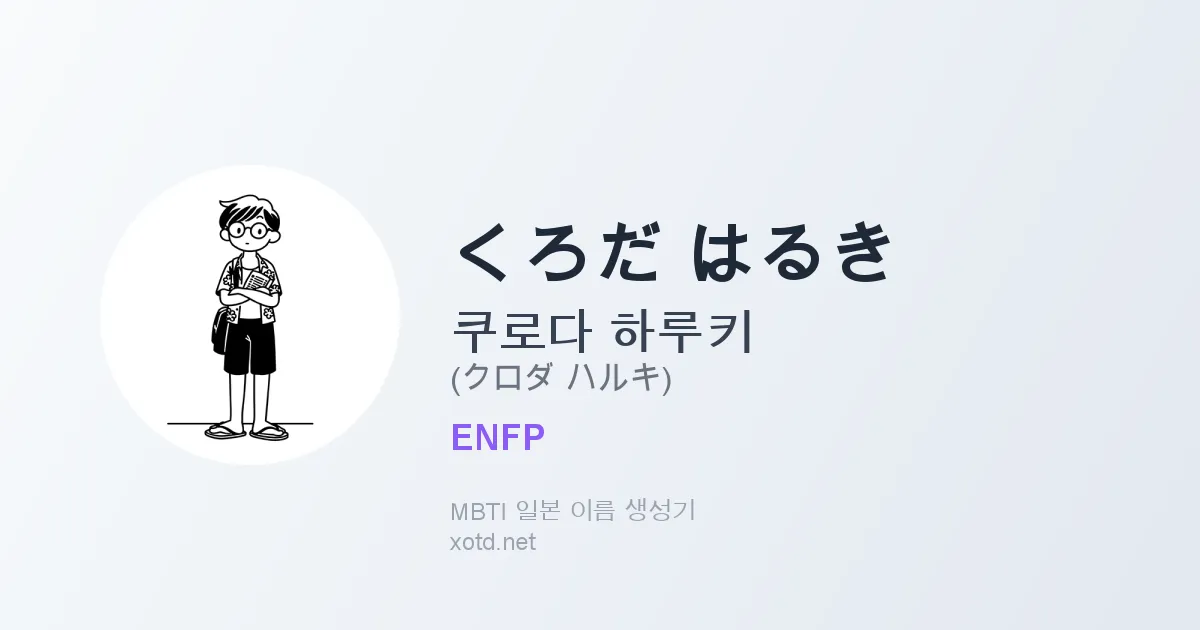 くろだ はるき
쿠로다 하루키
(クロダ ハルキ)
ENFP
MBTI 일본 이름 생성기
xotd.net